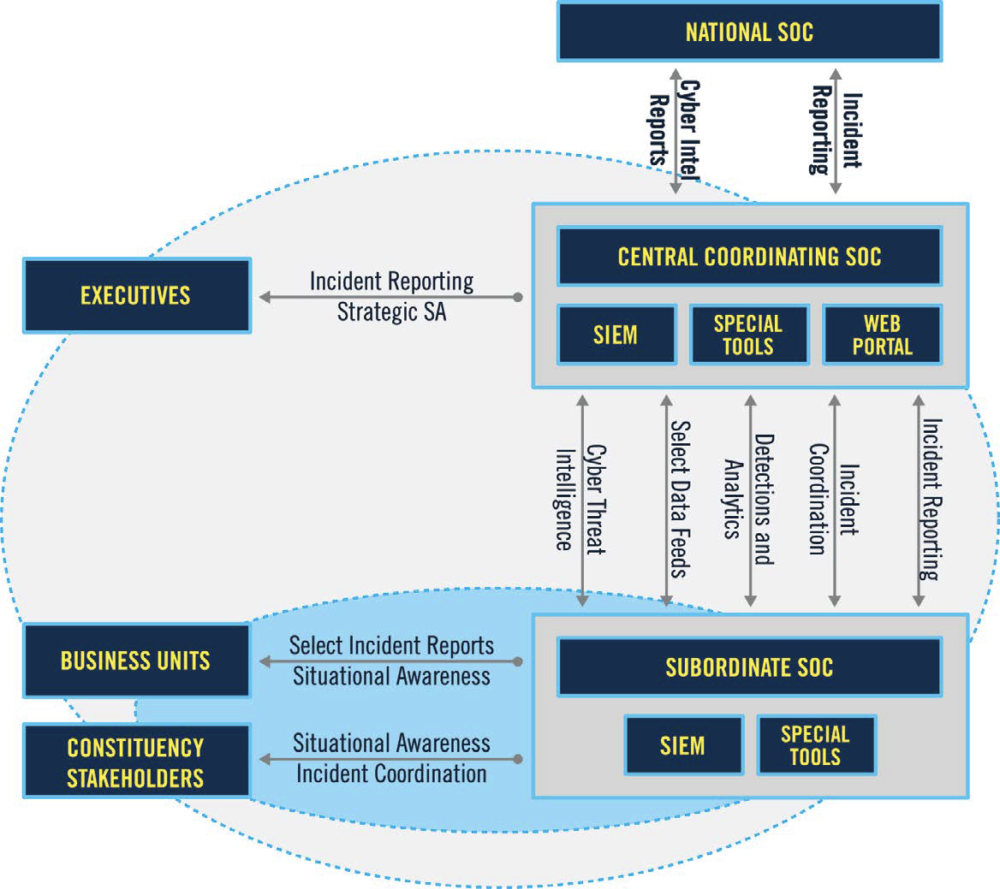 NATIONAL SOC
Cyber Intel
Reports
Incident
Reporting
CENTRAL COORDINATING SOC
SIEM
SPECIAL
TOOLS
WEB
PORTAL
EXECUTIVES
Incident Reporting
Strategic SA
Cyber Threat
Intelligence
Select Data Feeds
Detections and
Analytics
Incident
Coordination
Incident Reporting
BUSINESS UNITS
Select Incident Reports
Situational Awareness
SUBORDINATE SOC
SIEM
SPECIAL
TOOLS
CONSTITUENCY
STAKEHOLDERS
Situational Awareness
Incident Coordination